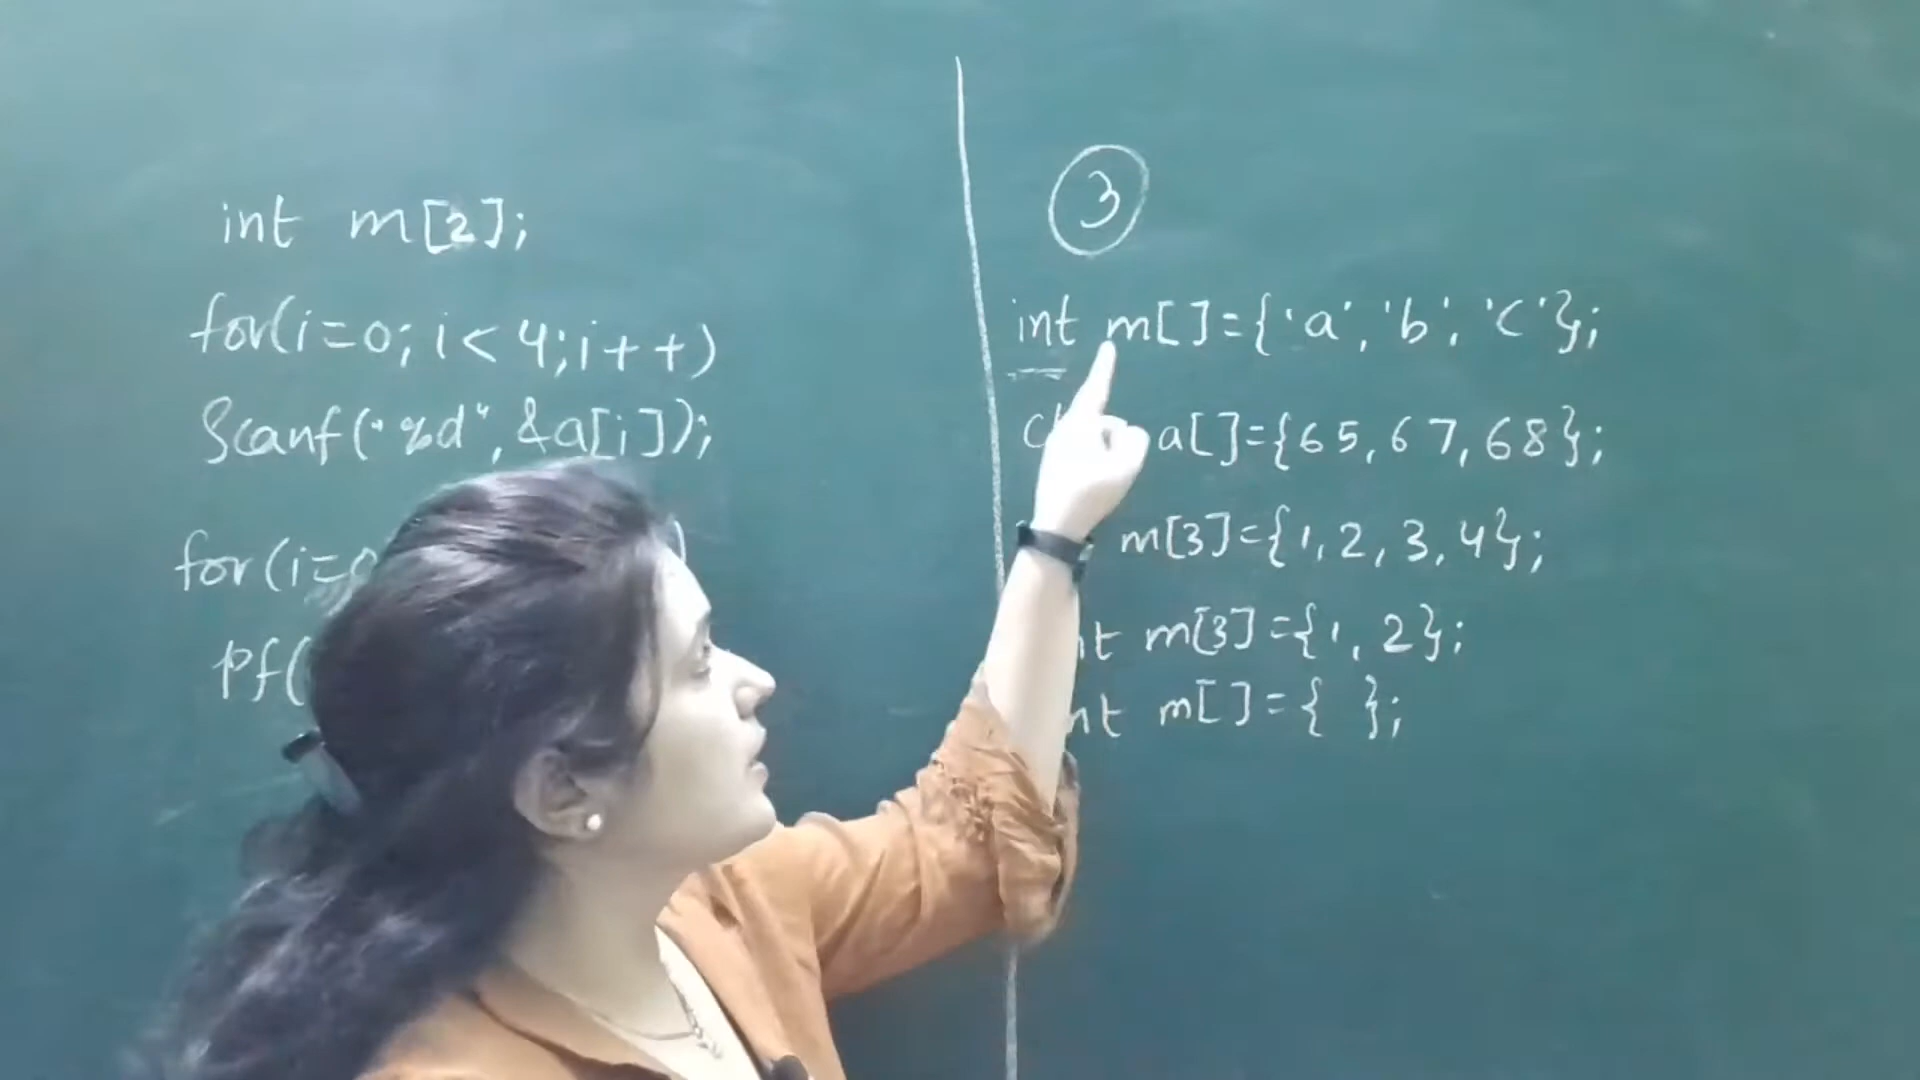 int m[2];
for(i=0; i<4; i++)
Scanf("%d", &a[i]);
for(i=0
pf(
3
int m[]={'a', 'b', 'c'};
a[]={65, 67, 68};
m[3]={1, 2, 3, 4};
m[3]={1, 2};
m[]={ };